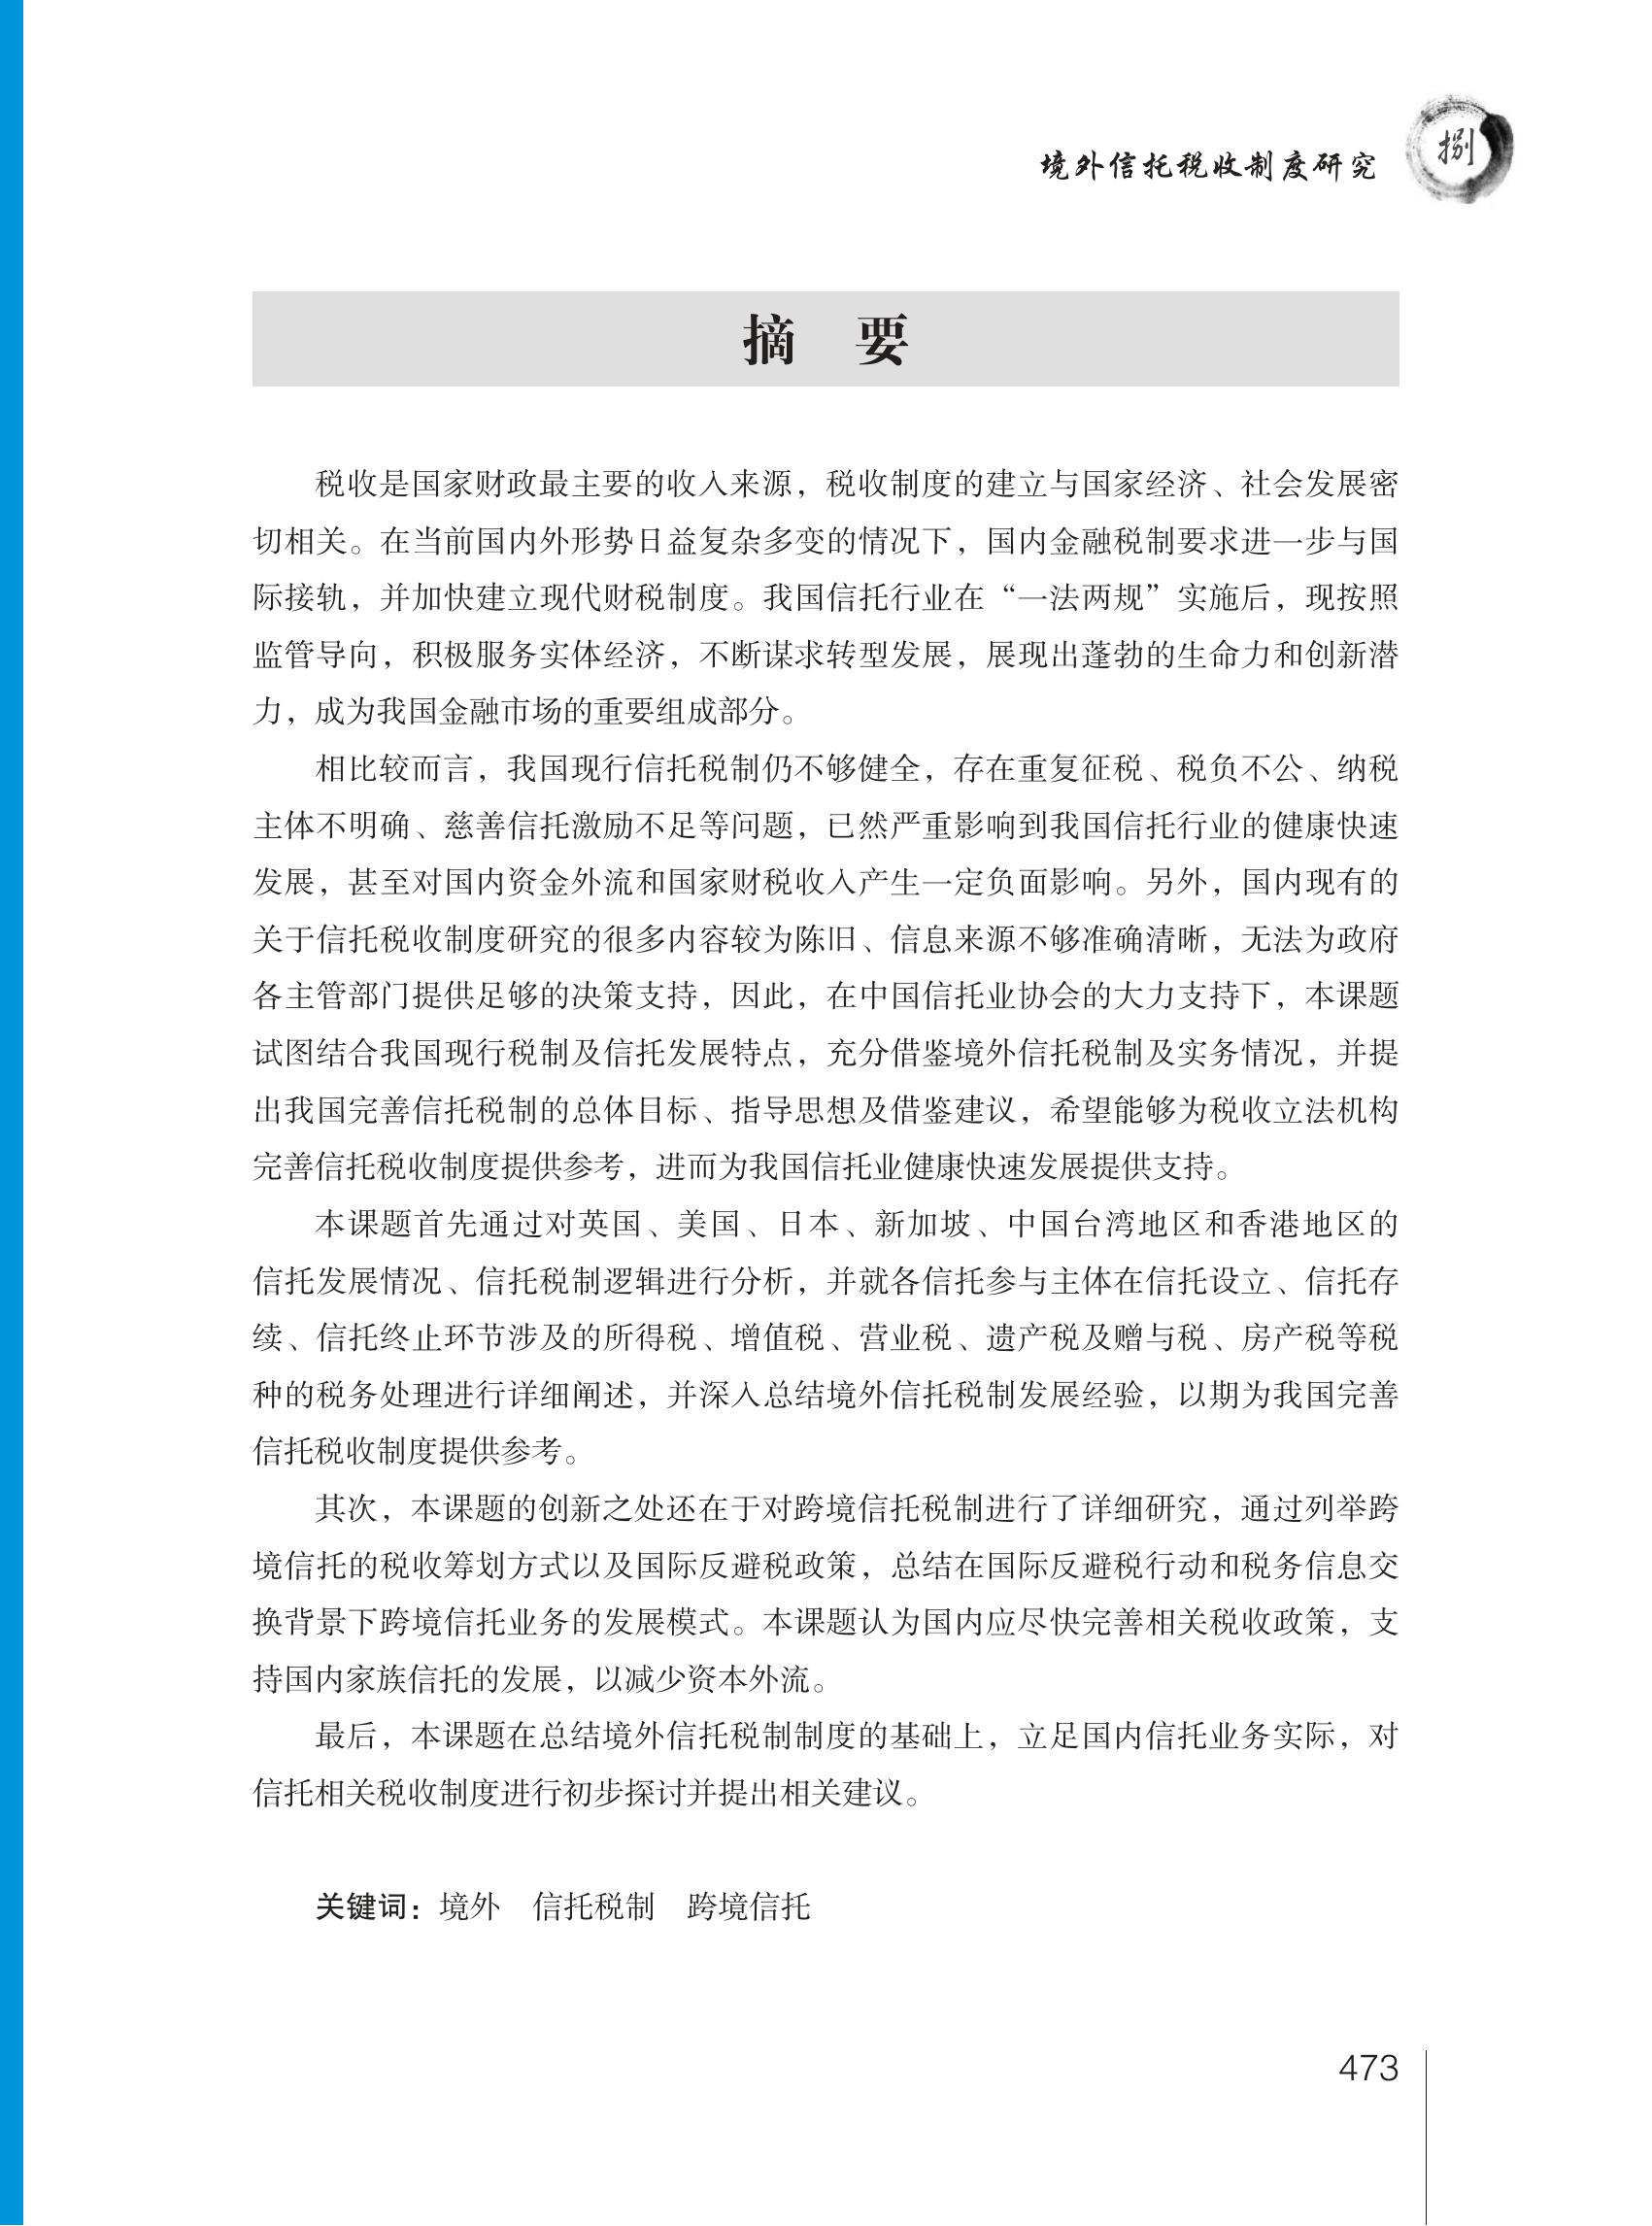 境外信托税收制度研究
捌
摘 要
税收是国家财政最主要的收入来源，税收制度的建立与国家经济、社会发展密
切相关。在当前国内外形势日益复杂多变的情况下，国内金融税制要求进一步与国
际接轨，并加快建立现代财税制度。我国信托行业在“一法两规”实施后，现按照
监管导向，积极服务实体经济，不断谋求转型发展，展现出蓬勃的生命力和创新潜
力，成为我国金融市场的重要组成部分。
相比较而言，我国现行信托税制仍不够健全，存在重复征税、税负不公、纳税
主体不明确、慈善信托激励不足等问题，已然严重影响到我国信托行业的健康快速
发展，甚至对国内资金外流和国家财税收入产生一定负面影响。另外，国内现有的
关于信托税收制度研究的很多内容较为陈旧、信息来源不够准确清晰，无法为政府
各主管部门提供足够的决策支持，因此，在中国信托业协会的大力支持下，本课题
试图结合我国现行税制及信托发展特点，充分借鉴境外信托税制及实务情况，并提
出我国完善信托税制的总体目标、指导思想及借鉴建议，希望能够为税收立法机构
完善信托税收制度提供参考，进而为我国信托业健康快速发展提供支持。
本课题首先通过对英国、美国、日本、新加坡、中国台湾地区和香港地区的
信托发展情况、信托税制逻辑进行分析，并就各信托参与主体在信托设立、信托存
续、信托终止环节涉及的所得税、增值税、营业税、遗产税及赠与税、房产税等税
种的税务处理进行详细阐述，并深入总结境外信托税制发展经验，以期为我国完善
信托税收制度提供参考。
其次，本课题的创新之处还在于对跨境信托税制进行了详细研究，通过列举跨
境信托的税收筹划方式以及国际反避税政策，总结在国际反避税行动和税务信息交
换背景下跨境信托业务的发展模式。本课题认为国内应尽快完善相关税收政策，支
持国内家族信托的发展，以减少资本外流。
最后，本课题在总结境外信托税制制度的基础上，立足国内信托业务实际，对
信托相关税收制度进行初步探讨并提出相关建议。
关键词：境外 信托税制 跨境信托
473